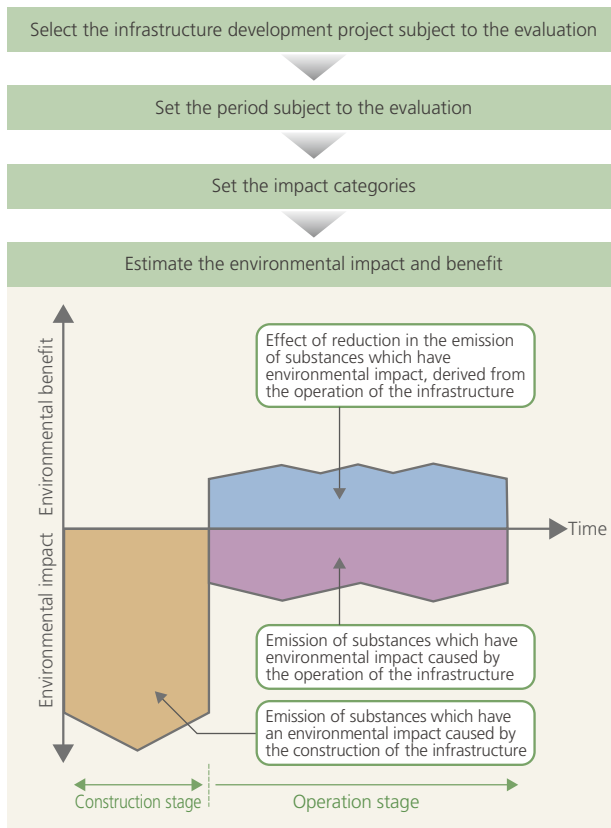 Select the infrastructure development project subject to the evaluation
Set the period subject to the evaluation
Set the impact categories
Estimate the environmental impact and benefit
Environmental benefit
Effect of reduction in the emission
of substances which have
environmental impact, derived from
the operation of the infrastructure
Time
Environmental impact
Emission of substances which have
environmental impact caused by
the operation of the infrastructure
Emission of substances which have
an environmental impact caused by
the construction of the infrastructure
Construction stage
Operation stage